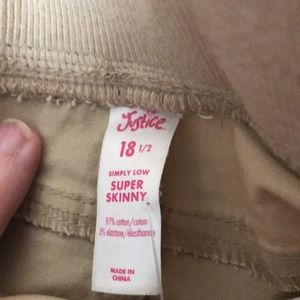 Justice
18 1/2
SIMPLY LOW
SUPER
SKINNY
97% cotton/coton
3% elastane/élasthanne
MADE IN
CHINA